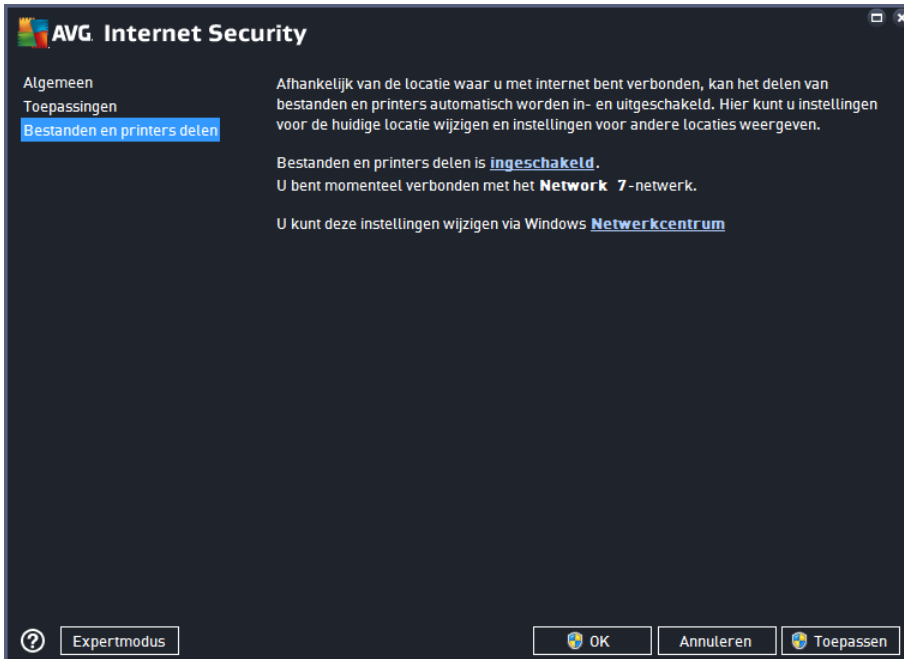 AVG Internet Security
Algemeen
Toepassingen
Bestanden en printers delen
Afhankelijk van de locatie waar u met internet bent verbonden, kan het delen van
bestanden en printers automatisch worden in- en uitgeschakeld. Hier kunt u instellingen
voor de huidige locatie wijzigen en instellingen voor andere locaties weergeven.
Bestanden en printers delen is ingeschakeld.
U bent momenteel verbonden met het Network 7-netwerk.
U kunt deze instellingen wijzigen via Windows Netwerkcentrum
? Expertmodus OK Annuleren Toepassen